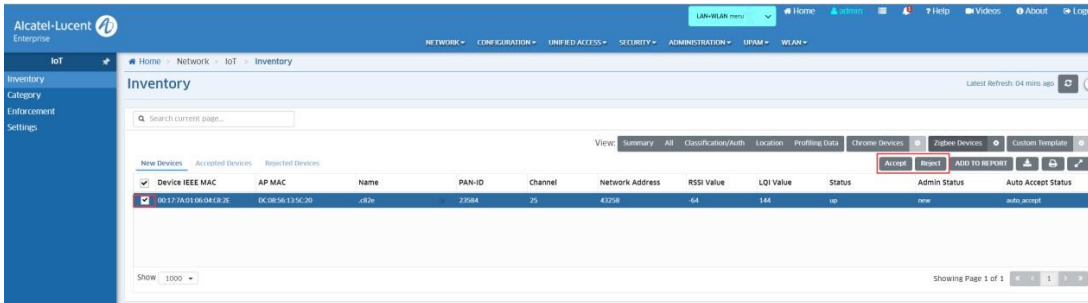 Alcatel·Lucent
Enterprise
LAN+WLAN menu
Home admin ? Help Videos About Log
NETWORK CONFIGURATION UNIFIED ACCESS SECURITY ADMINISTRATION UPAM WLAN
IoT
Home > Network > IoT > Inventory
Inventory
Category
Enforcement
Settings
Inventory
Latest Refresh: 04 mins ago
Search current page...
View: Summary All Classification/Auth Location Profiling Data Chrome Devices Zigbee Devices Custom Template
New Devices Accepted Devices Rejected Devices
Accept Reject ADD TO REPORT
Device IEEE MAC AP MAC Name PAN-ID Channel Network Address RSSI Value LQI Value Status Admin Status Auto Accept Status
00:17:7A:01:06:04:C8:2E DC:08:56:13:5C:20 .c82e 23584 25 43258 -64 144 up new auto_accept
Show 1000
Showing Page 1 of 1
1